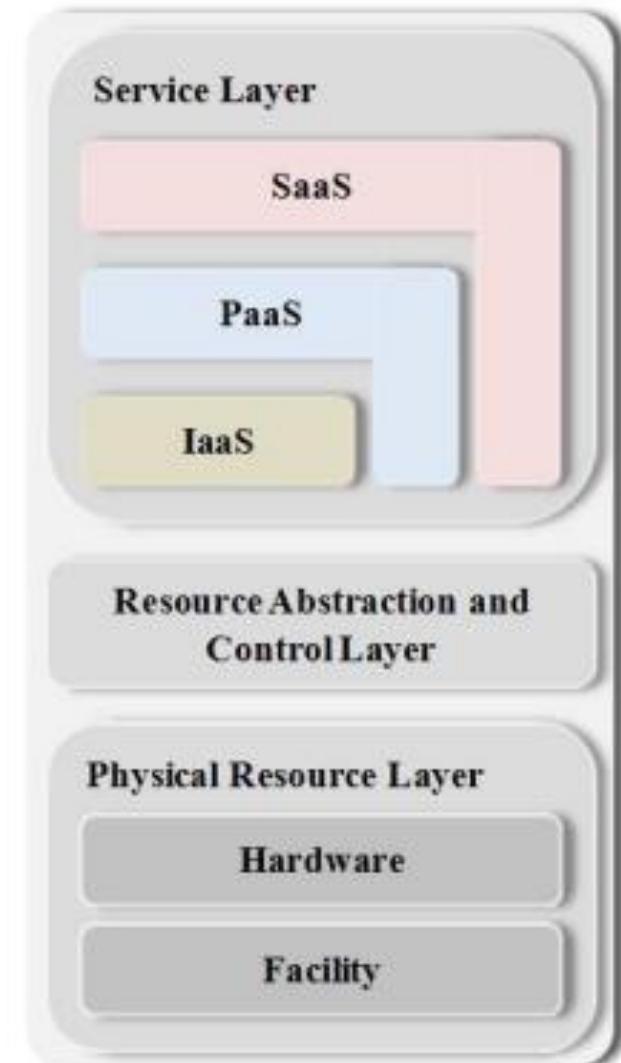 Service Layer
SaaS
PaaS
IaaS
Resource Abstraction and
Control Layer
Physical Resource Layer
Hardware
Facility